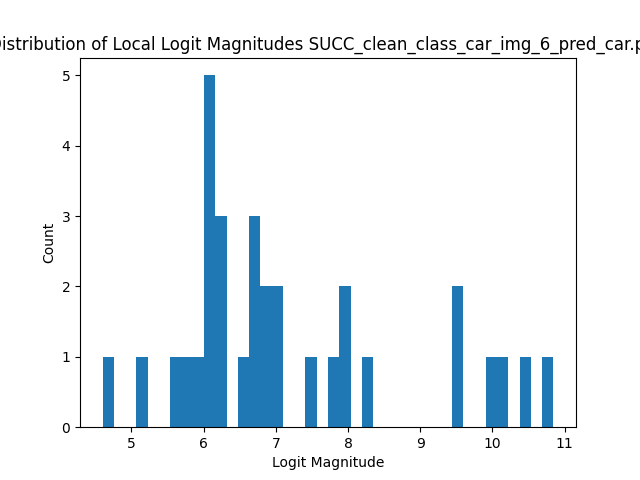 Distribution of Local Logit Magnitudes SUCC_clean_class_car_img_6_pred_car.p
5
4
3
2
1
0
Count
5 6 7 8 9 10 11
Logit Magnitude